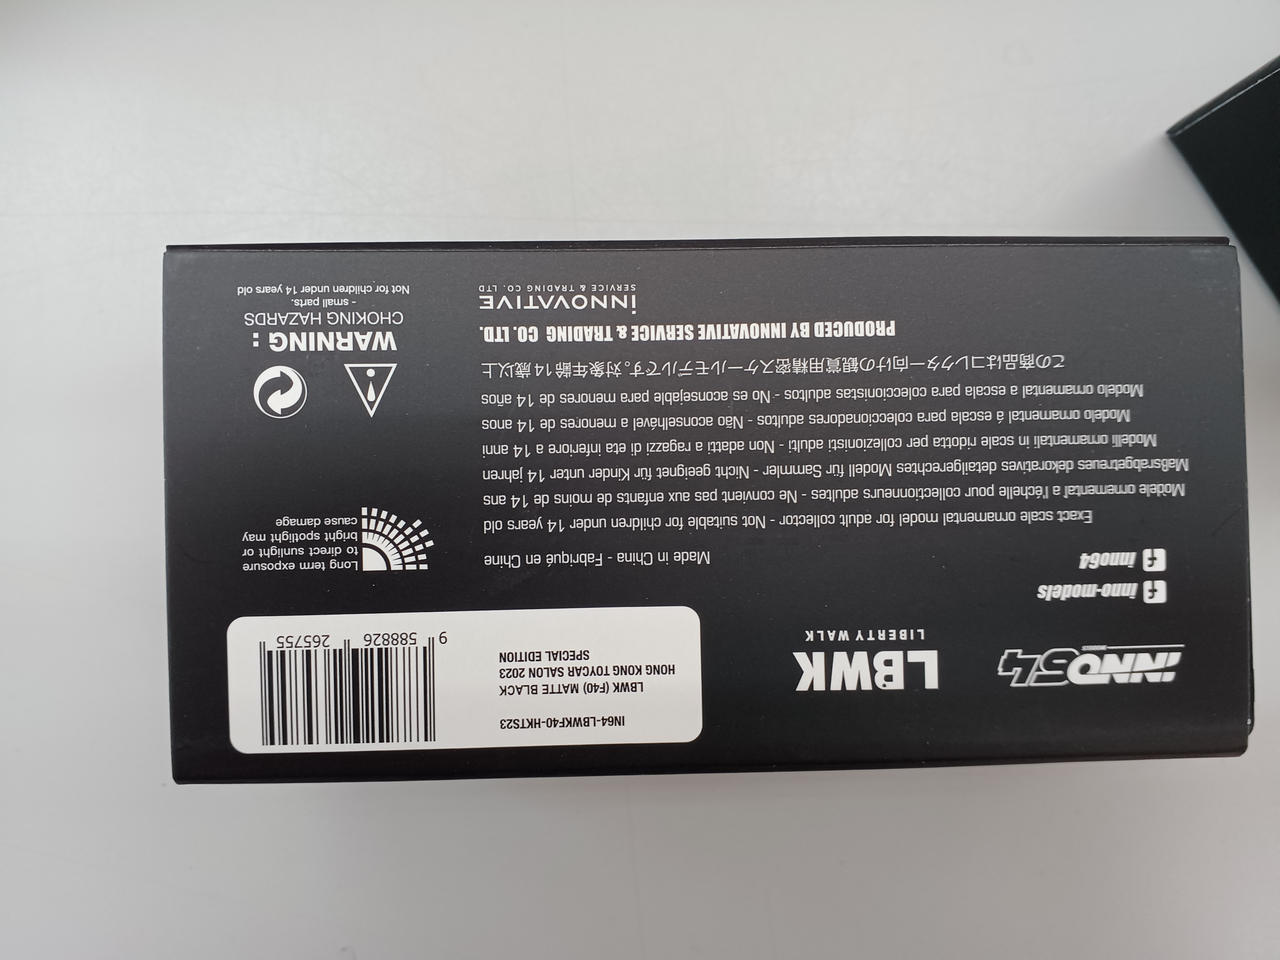 INNO64
MODELS
LBWK
LIBERTY WALK
IN64-LBWKF40-HKTS23
LBWK (F40) MATTE BLACK
HONG KONG TOYCAR SALON 2023
SPECIAL EDITION
9 588826 265755
inno-models
inno64
Made in China - Fabriqué en Chine
Exact scale ornamental model for adult collector - Not suitable for children under 14 years old
Modèle ornemental a l'échelle pour collectionneurs adultes - Ne convient pas aux enfants de moins de 14 ans
Maßsrabgetreues dekoratives detailgerechtes Modell für Sammler - Nicht geeignet für Kinder unter 14 jahren
Modelli ornamentali in scale ridotta per collezionisti adulti - Non adatti a ragazzi di eta inferiore a 14 anni
Modelo ornamental á escala para colleccionadores adultos - Não aconselhável a menores de 14 anos
Modelo ornamental a escala para coleccionistas adultos - No es aconsejable para menores de 14 años
この商品はコレクター向けの観賞用精密スケールモデルです。対象年齢14歳以上
PRODUCED BY INNOVATIVE SERVICE & TRADING CO. LTD.
INNOVATIVE
SERVICE & TRADING CO. LTD
Long term exposure
to direct sunlight or
bright spotlight may
cause damage
WARNING :
CHOKING HAZARDS
- small parts.
Not for children under 14 years old